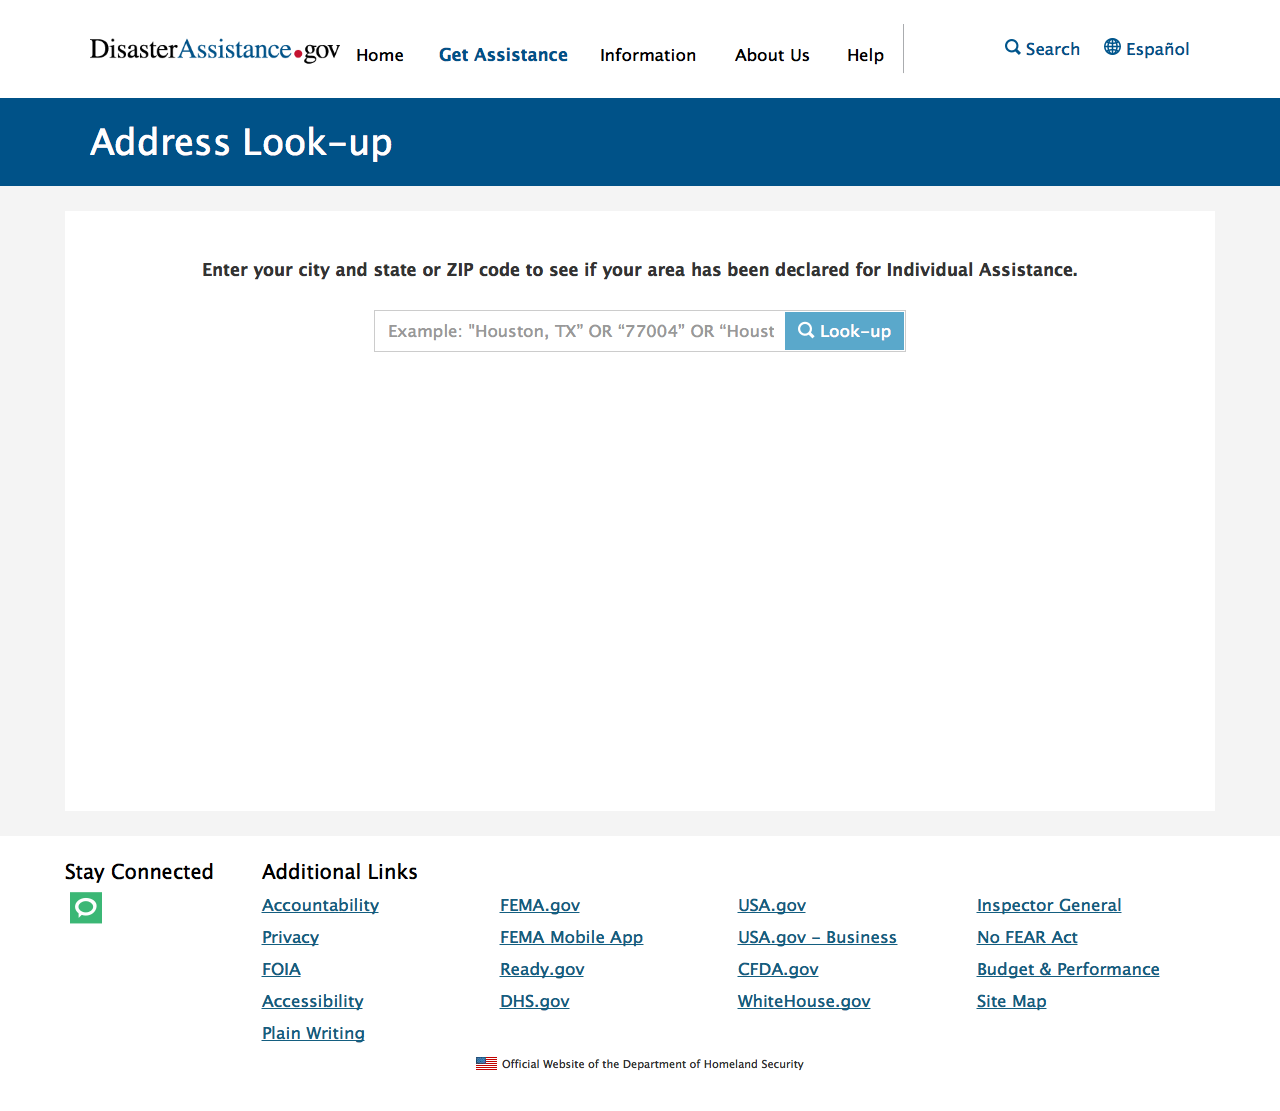 DisasterAssistance.gov Home Get Assistance Information About Us Help Search Español
Address Look-up
Enter your city and state or ZIP code to see if your area has been declared for Individual Assistance.
Example: "Houston, TX” OR “77004” OR “Houst Look-up
Stay Connected Additional Links
Accountability FEMA.gov USA.gov Inspector General
Privacy FEMA Mobile App USA.gov - Business No FEAR Act
FOIA Ready.gov CFDA.gov Budget & Performance
Accessibility DHS.gov WhiteHouse.gov Site Map
Plain Writing
Official Website of the Department of Homeland Security